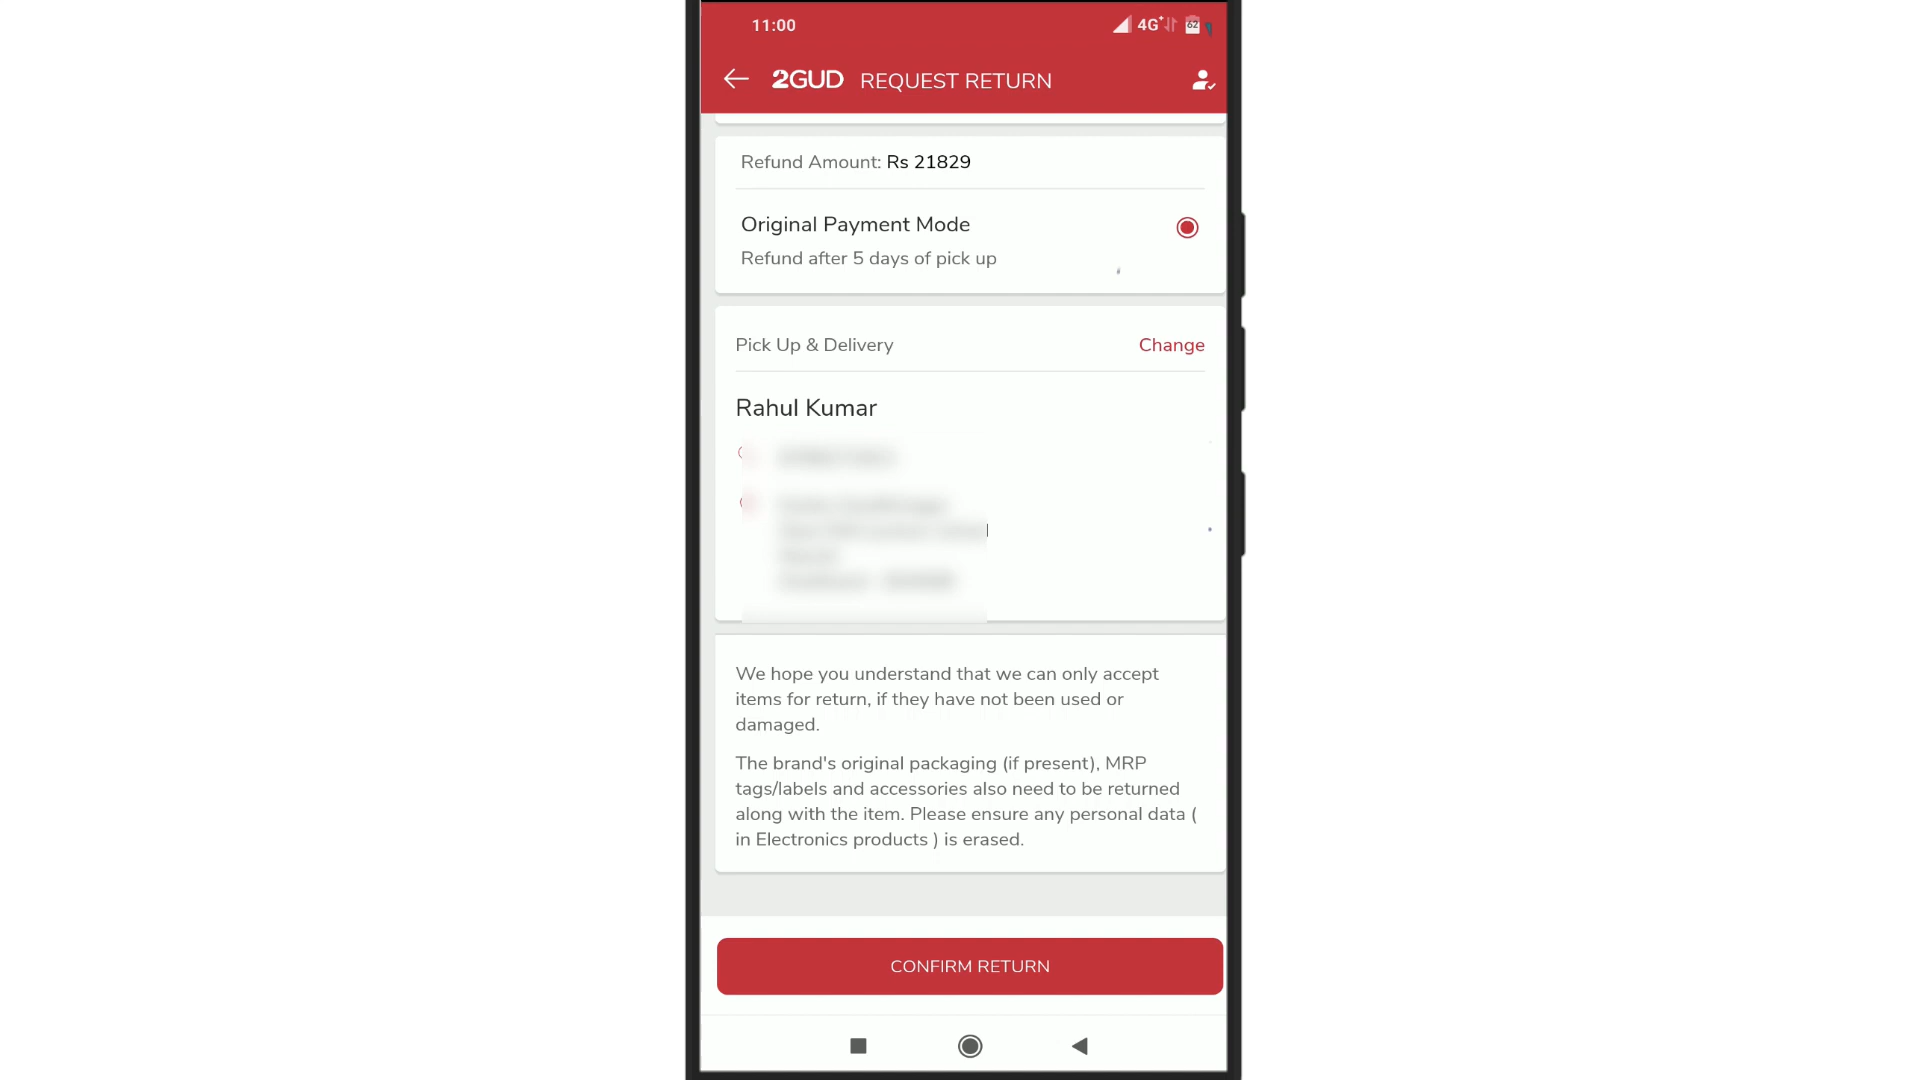 11:00
4G+
62
2GUD REQUEST RETURN
Refund Amount: Rs 21829
Original Payment Mode
Refund after 5 days of pick up
Pick Up & Delivery
Change
Rahul Kumar
We hope you understand that we can only accept
items for return, if they have not been used or
damaged.
The brand's original packaging (if present), MRP
tags/labels and accessories also need to be returned
along with the item. Please ensure any personal data (
in Electronics products ) is erased.
CONFIRM RETURN